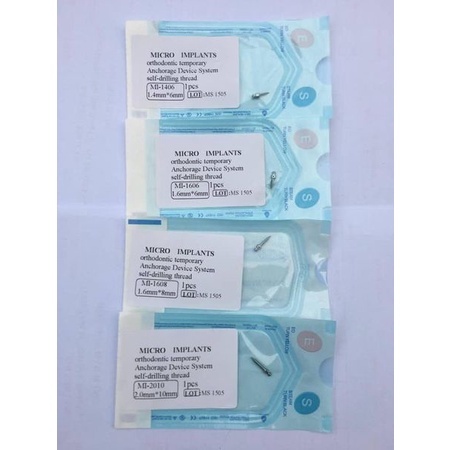 MICRO IMPLANTS
orthodontic temporary
Anchorage Device System
self-drilling thread
MI-1406 1pcs
1.4mm*6mm LOT:MS 1505
E
S
MICRO IMPLANTS
orthodontic temporary
Anchorage Device System
self-drilling thread
MI-1606 1pcs
1.6mm*6mm LOT:MS 1505
E
S
MICRO IMPLANTS
orthodontic temporary
Anchorage Device System
self-drilling thread
MI-1608 1pcs
1.6mm*8mm LOT:MS 1505
MICRO IMPLANTS
orthodontic temporary
Anchorage Device System
self-drilling thread
MI-2010 1pcs
2.0mm*10mm LOT:MS 1505
E
S